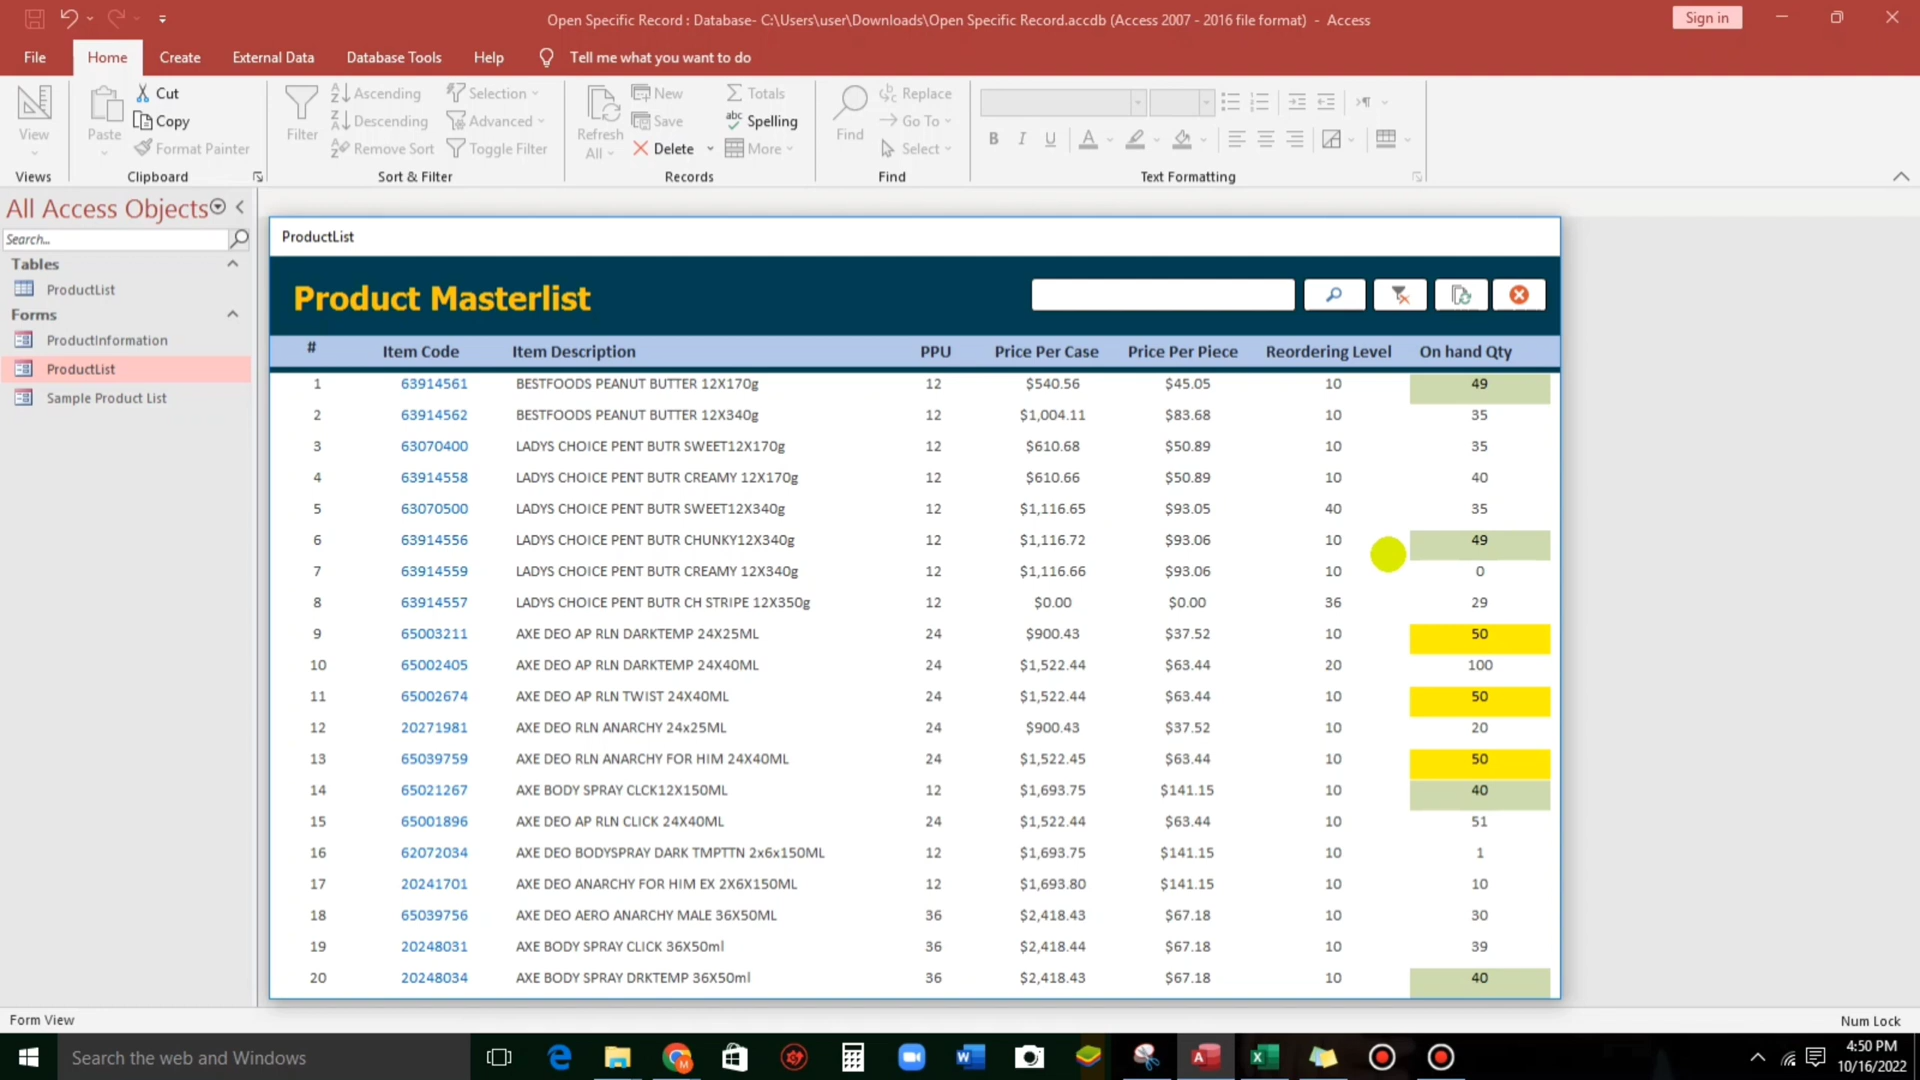 Open Specific Record : Database- C:\Users\user\Downloads\Open Specific Record.accdb (Access 2007 - 2016 file format) - Access
Sign in
File Home Create External Data Database Tools Help Tell me what you want to do
View
Views
Paste
Cut
Copy
Format Painter
Clipboard
Filter
Ascending
Descending
Remove Sort
Selection
Advanced
Toggle Filter
Sort & Filter
Refresh
All
New
Save
Delete
Totals
Spelling
More
Records
Find
Replace
Go To
Select
Find
B I U
Text Formatting
All Access Objects
Search...
Tables
ProductList
Forms
ProductInformation
ProductList
Sample Product List
ProductList
Product Masterlist
# Item Code Item Description PPU Price Per Case Price Per Piece Reordering Level On hand Qty
1 63914561 BESTFOODS PEANUT BUTTER 12X170g 12 $540.56 $45.05 10 49
2 63914562 BESTFOODS PEANUT BUTTER 12X340g 12 $1,004.11 $83.68 10 35
3 63070400 LADYS CHOICE PENT BUTR SWEET12X170g 12 $610.68 $50.89 10 35
4 63914558 LADYS CHOICE PENT BUTR CREAMY 12X170g 12 $610.66 $50.89 10 40
5 63070500 LADYS CHOICE PENT BUTR SWEET12X340g 12 $1,116.65 $93.05 40 35
6 63914556 LADYS CHOICE PENT BUTR CHUNKY12X340g 12 $1,116.72 $93.06 10 49
7 63914559 LADYS CHOICE PENT BUTR CREAMY 12X340g 12 $1,116.66 $93.06 10 0
8 63914557 LADYS CHOICE PENT BUTR CH STRIPE 12X350g 12 $0.00 $0.00 36 29
9 65003211 AXE DEO AP RLN DARKTEMP 24X25ML 24 $900.43 $37.52 10 50
10 65002405 AXE DEO AP RLN DARKTEMP 24X40ML 24 $1,522.44 $63.44 20 100
11 65002674 AXE DEO AP RLN TWIST 24X40ML 24 $1,522.44 $63.44 10 50
12 20271981 AXE DEO RLN ANARCHY 24x25ML 24 $900.43 $37.52 10 20
13 65039759 AXE DEO RLN ANARCHY FOR HIM 24X40ML 24 $1,522.45 $63.44 10 50
14 65021267 AXE BODY SPRAY CLCK12X150ML 12 $1,693.75 $141.15 10 40
15 65001896 AXE DEO AP RLN CLICK 24X40ML 24 $1,522.44 $63.44 10 51
16 62072034 AXE DEO BODYSPRAY DARK TMPTTN 2x6x150ML 12 $1,693.75 $141.15 10 1
17 20241701 AXE DEO ANARCHY FOR HIM EX 2X6X150ML 12 $1,693.80 $141.15 10 10
18 65039756 AXE DEO AERO ANARCHY MALE 36X50ML 36 $2,418.43 $67.18 10 30
19 20248031 AXE BODY SPRAY CLICK 36X50ml 36 $2,418.44 $67.18 10 39
20 20248034 AXE BODY SPRAY DRKTEMP 36X50ml 36 $2,418.43 $67.18 10 40
Form View
Num Lock
Search the web and Windows
4:50 PM
10/16/2022